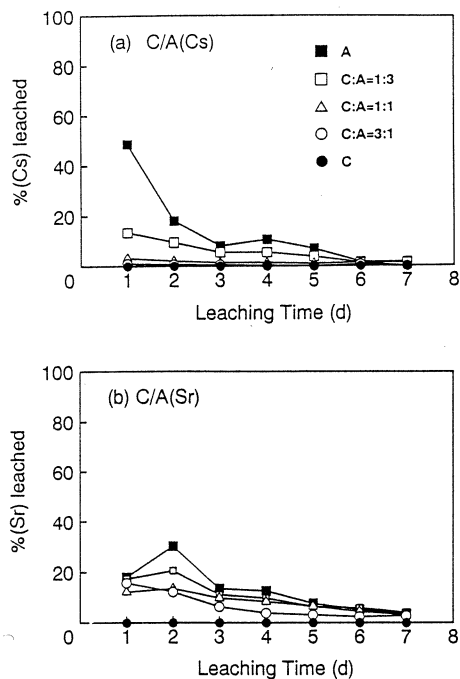 100
80
60
40
20
0
%(Cs) leached
(a) C/A(Cs)
A
C:A=1:3
C:A=1:1
C:A=3:1
C
1 2 3 4 5 6 7 8
Leaching Time (d)
100
80
60
40
20
0
%(Sr) leached
(b) C/A(Sr)
1 2 3 4 5 6 7 8
Leaching Time (d)